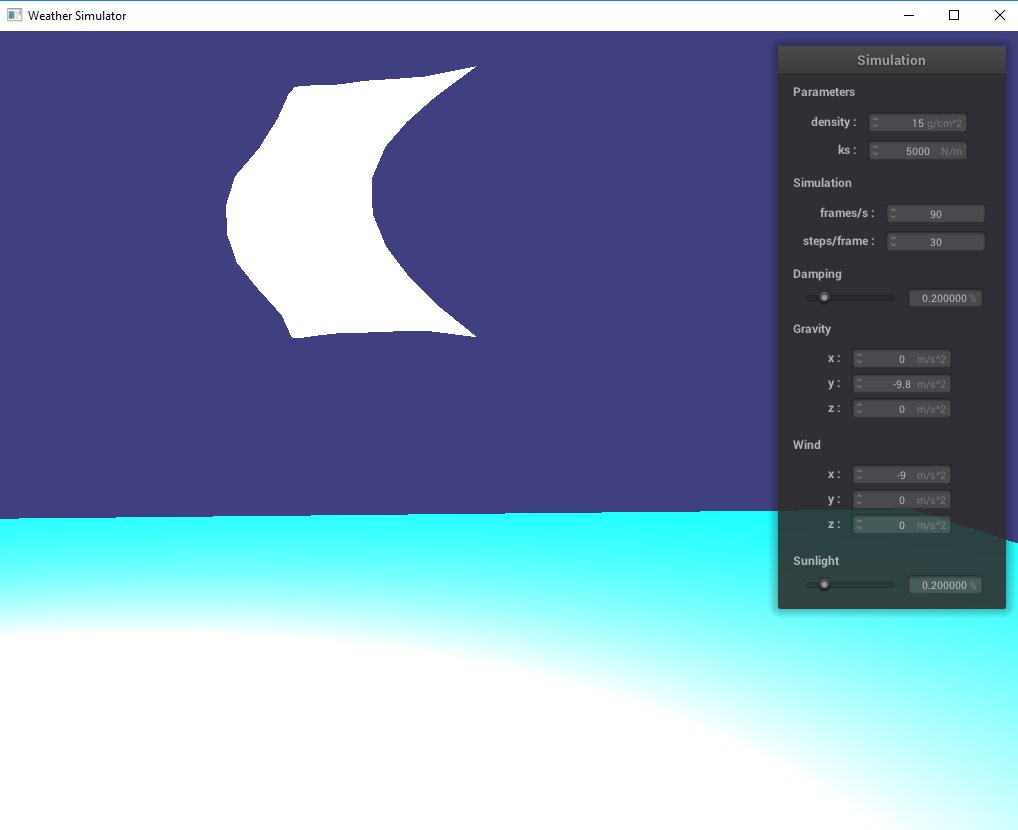 Weather Simulator
Simulation
Parameters
density : 15 g/cm^2
ks : 5000 N/m
Simulation
frames/s : 90
steps/frame : 30
Damping
0.200000 %
Gravity
x : 0 m/s^2
y : -9.8 m/s^2
z : 0 m/s^2
Wind
x : -9 m/s^2
y : 0 m/s^2
z : 0 m/s^2
Sunlight
0.200000 %